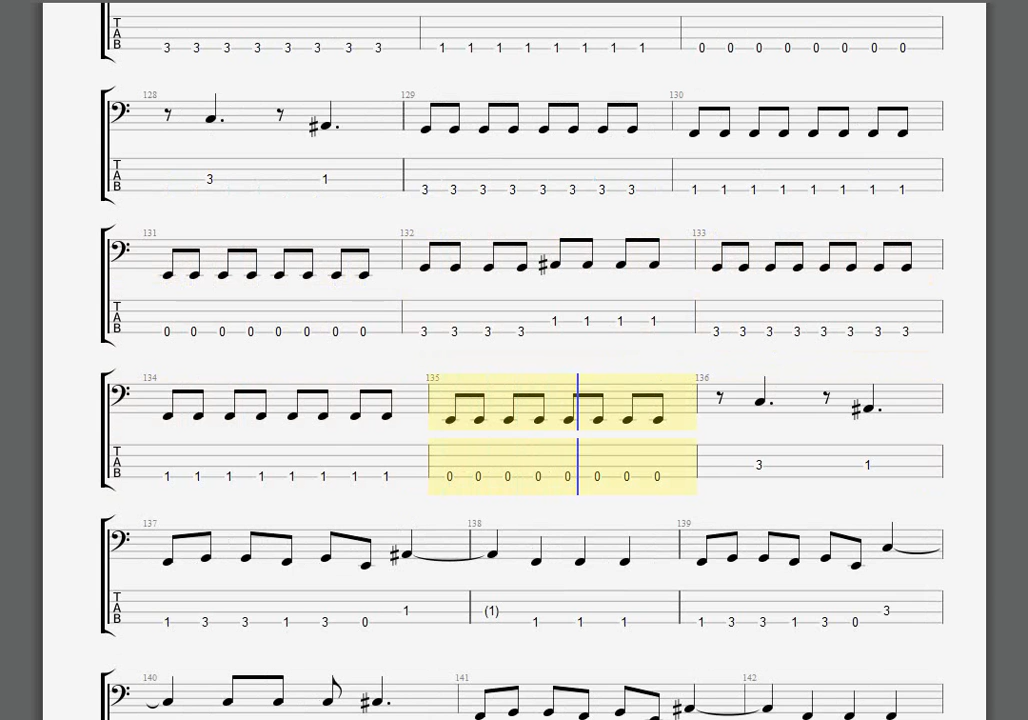 T A B 3 3 3 3 3 3 3 3 1 1 1 1 1 1 1 1 0 0 0 0 0 0 0 0
128 129 130
T A B 3 1 3 3 3 3 3 3 3 3 1 1 1 1 1 1 1 1
131 132 133
T A B 0 0 0 0 0 0 0 0 3 3 3 3 1 1 1 1 3 3 3 3 3 3 3 3
134 135 136
T A B 1 1 1 1 1 1 1 1 0 0 0 0 0 0 0 0 3 1
137 138 139
T A B 1 3 3 1 3 0 1 (1) 1 1 1 1 3 3 1 3 0 3
140 141 142